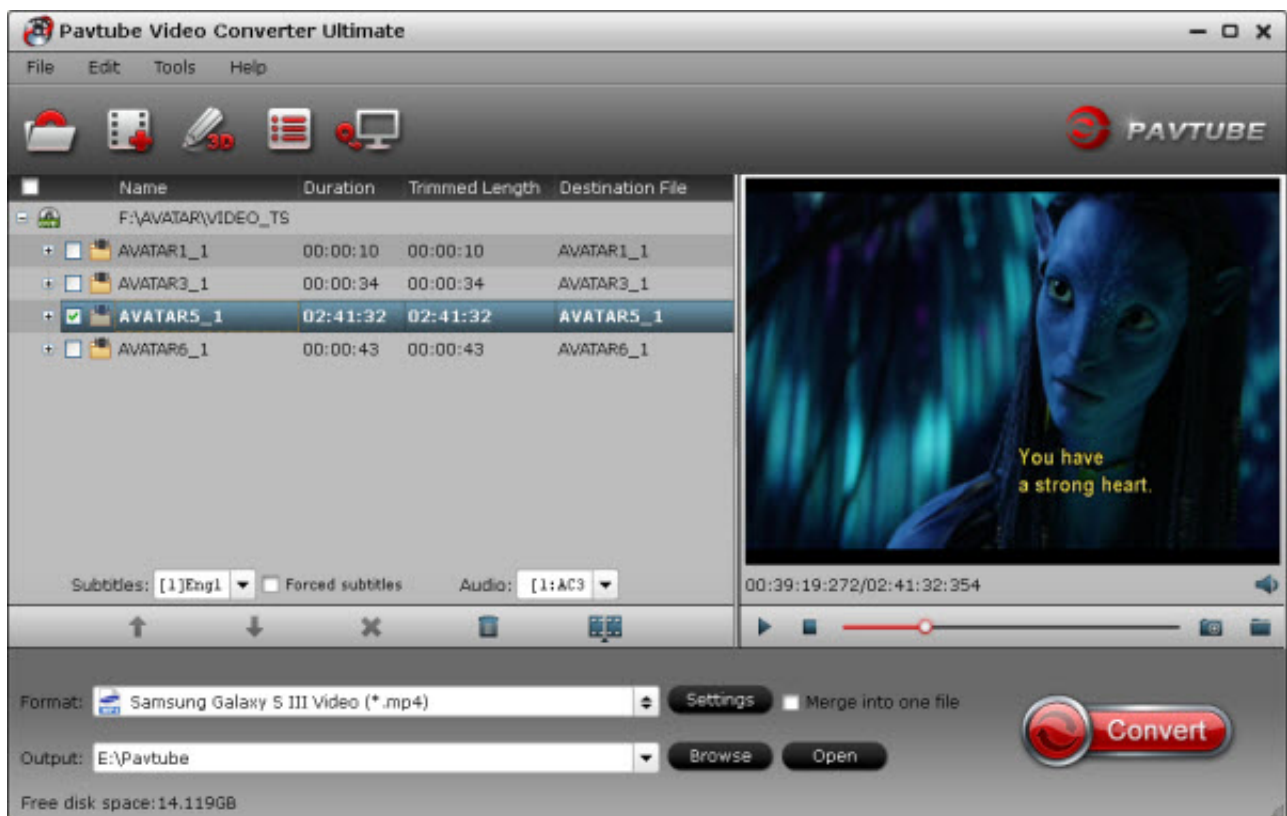 Pavtube Video Converter Ultimate
File Edit Tools Help
3D
PAVTUBE
Name Duration Trimmed Length Destination File
F:\AVATAR\VIDEO_TS
AVATAR1_1 00:00:10 00:00:10 AVATAR1_1
AVATAR3_1 00:00:34 00:00:34 AVATAR3_1
AVATAR5_1 02:41:32 02:41:32 AVATAR5_1
AVATAR6_1 00:00:43 00:00:43 AVATAR6_1
You have
a strong heart.
Subtitles: [1]Engl Forced subtitles Audio: [1:AC3
00:39:19:272/02:41:32:354
Format: Samsung Galaxy S III Video (*.mp4) Settings Merge into one file
Convert
Output: E:\Pavtube Browse Open
Free disk space:14.119GB